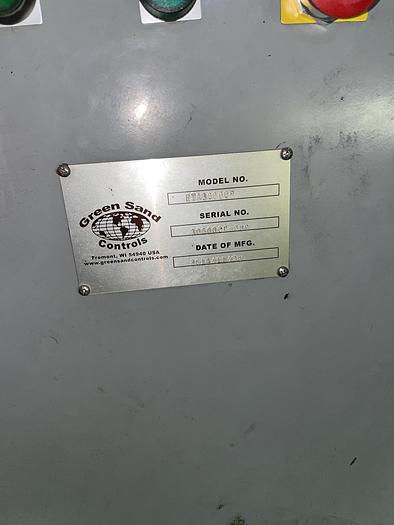 Green Sand
Controls
Fremont, WI 54940 USA
www.greensandcontrols.com
MODEL NO.
SERIAL NO.
DATE OF MFG.